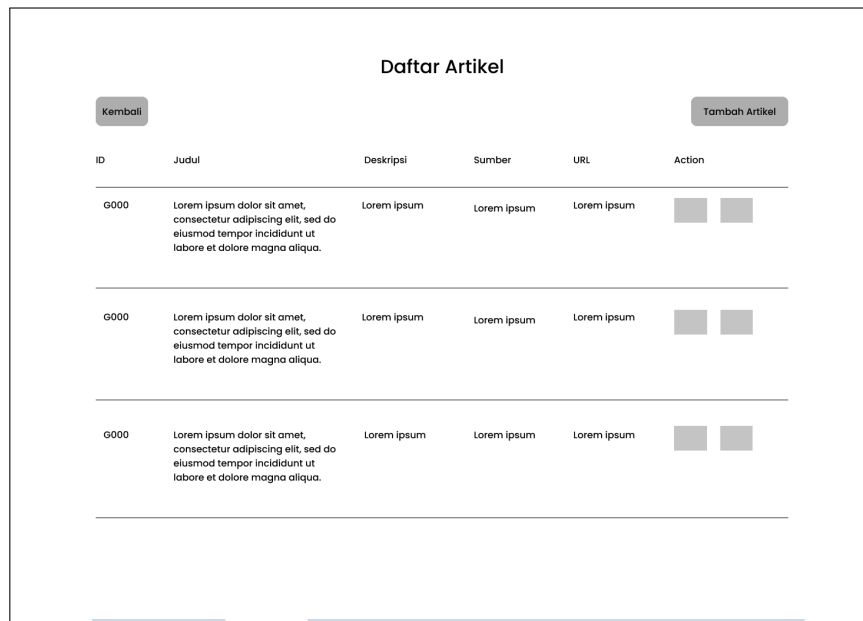 Daftar Artikel
Kembali
Tambah Artikel
ID Judul Deskripsi Sumber URL Action
G000 Lorem ipsum dolor sit amet, Lorem ipsum Lorem ipsum Lorem ipsum
consectetur adipiscing elit, sed do
eiusmod tempor incididunt ut
labore et dolore magna aliqua.
G000 Lorem ipsum dolor sit amet, Lorem ipsum Lorem ipsum Lorem ipsum
consectetur adipiscing elit, sed do
eiusmod tempor incididunt ut
labore et dolore magna aliqua.
G000 Lorem ipsum dolor sit amet, Lorem ipsum Lorem ipsum Lorem ipsum
consectetur adipiscing elit, sed do
eiusmod tempor incididunt ut
labore et dolore magna aliqua.